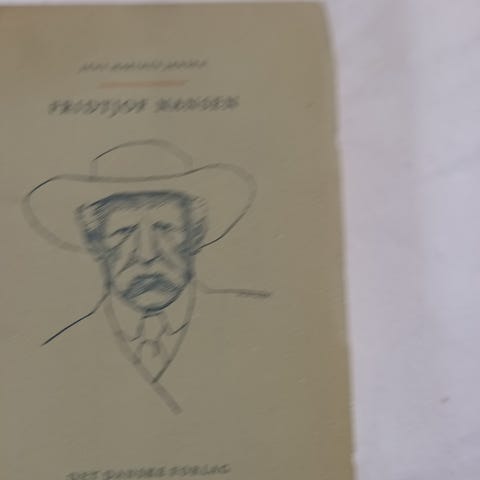 FRIDTJOF NANSEN
DET DANSKE FORLAG